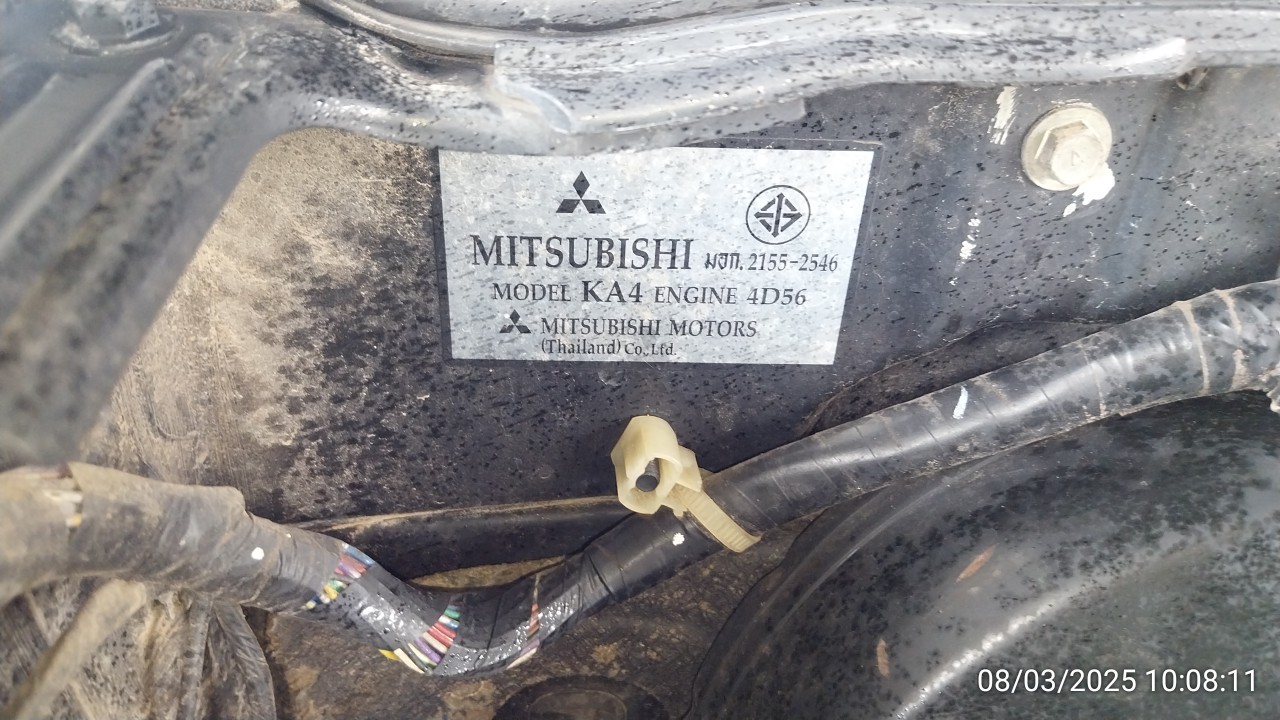 MITSUBISHI มอก. 2155-2546
MODEL KA4 ENGINE 4D56
MITSUBISHI MOTORS
(Thailand) Co., Ltd.
08/03/2025 10:08:11